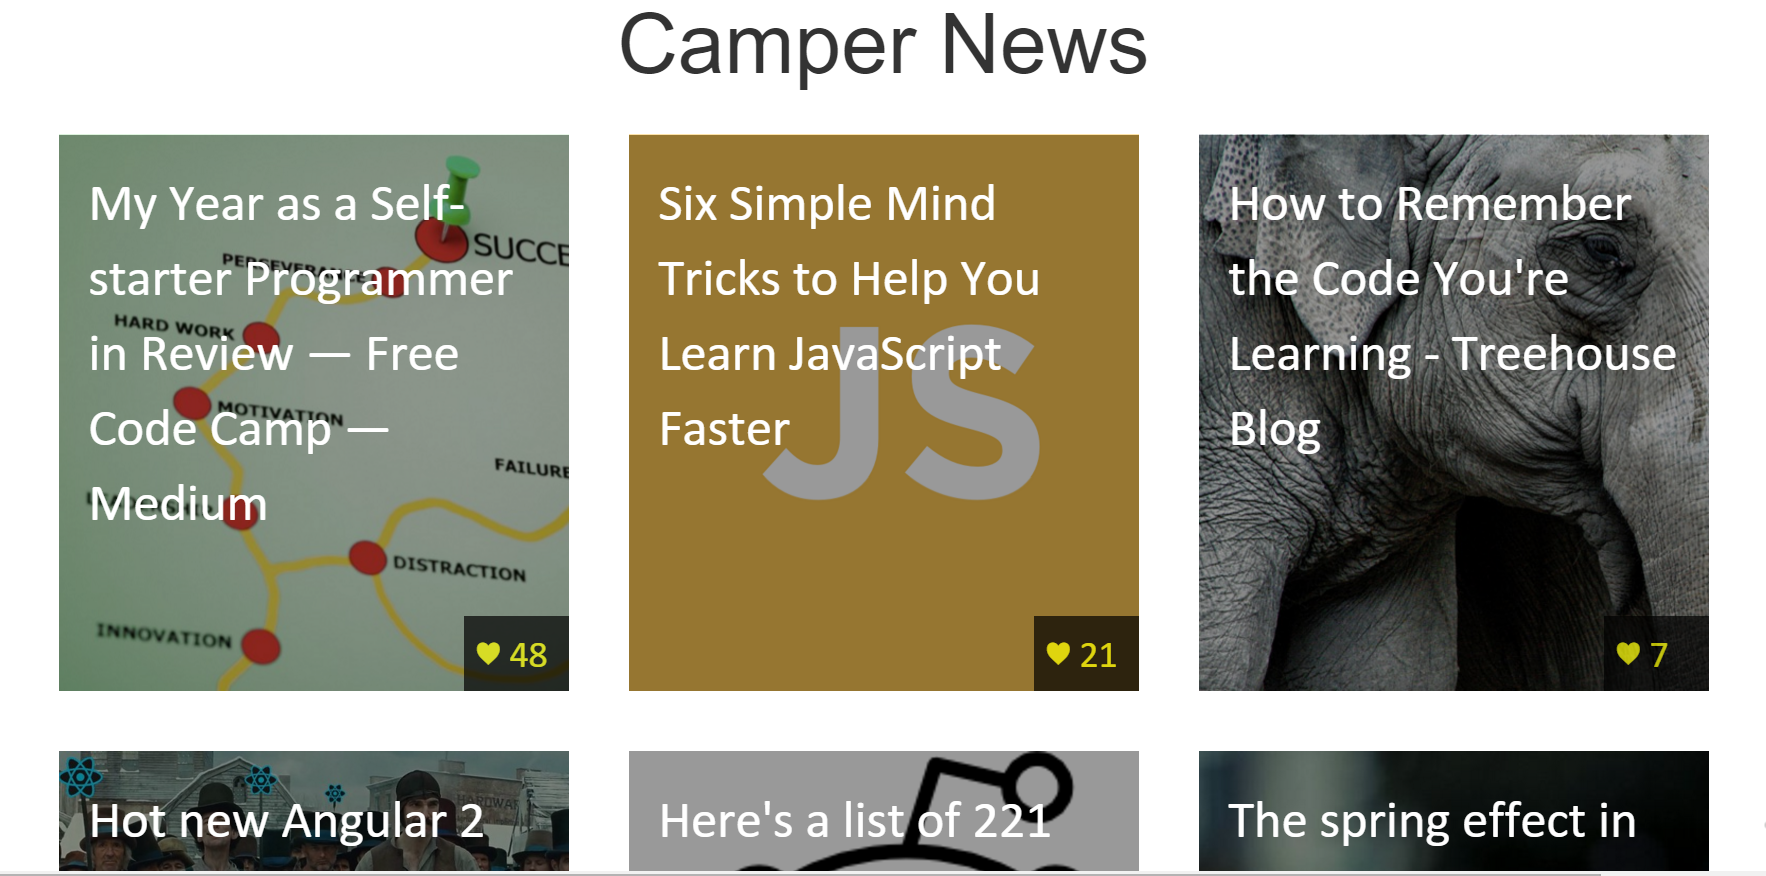 Camper News
My Year as a Self-
starter Programmer
in Review — Free
Code Camp —
Medium
SUCCE
PERSEVERANCE
HARD WORK
MOTIVATION
FAILURE
DISTRACTION
INNOVATION
48
Six Simple Mind
Tricks to Help You
Learn JavaScript
Faster
JS
21
How to Remember
the Code You're
Learning - Treehouse
Blog
7
Hot new Angular 2
HARDWAR
Here's a list of 221
The spring effect in